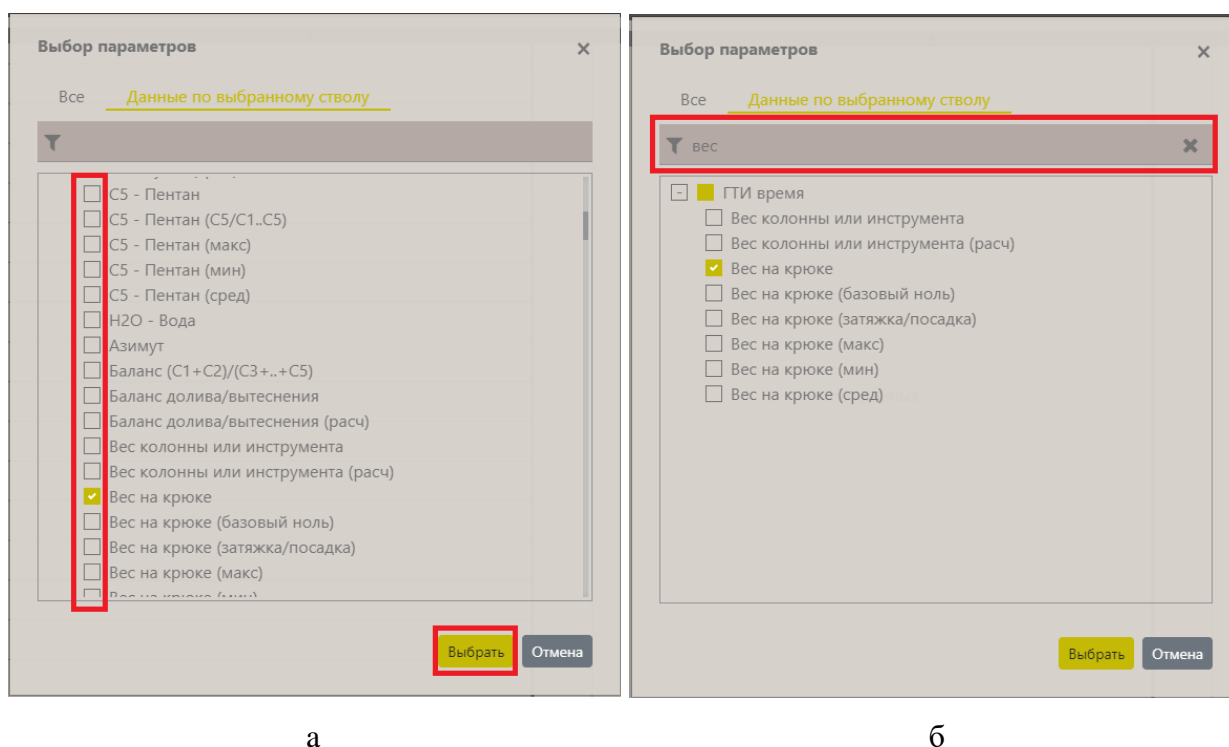 Выбор параметров
Все Данные по выбранному стволу
C5 - Пентан
C5 - Пентан (C5/C1..C5)
C5 - Пентан (макс)
C5 - Пентан (мин)
C5 - Пентан (сред)
H2O - Вода
Азимут
Баланс (C1+C2)/(C3+..+C5)
Баланс долива/вытеснения
Баланс долива/вытеснения (расч)
Вес колонны или инструмента
Вес колонны или инструмента (расч)
Вес на крюке
Вес на крюке (базовый ноль)
Вес на крюке (затяжка/посадка)
Вес на крюке (макс)
Вес на крюке (мин)
Выбрать Отмена
а
Выбор параметров
Все Данные по выбранному стволу
вес
ГТИ время
Вес колонны или инструмента
Вес колонны или инструмента (расч)
Вес на крюке
Вес на крюке (базовый ноль)
Вес на крюке (затяжка/посадка)
Вес на крюке (макс)
Вес на крюке (мин)
Вес на крюке (сред)
Выбрать Отмена
б